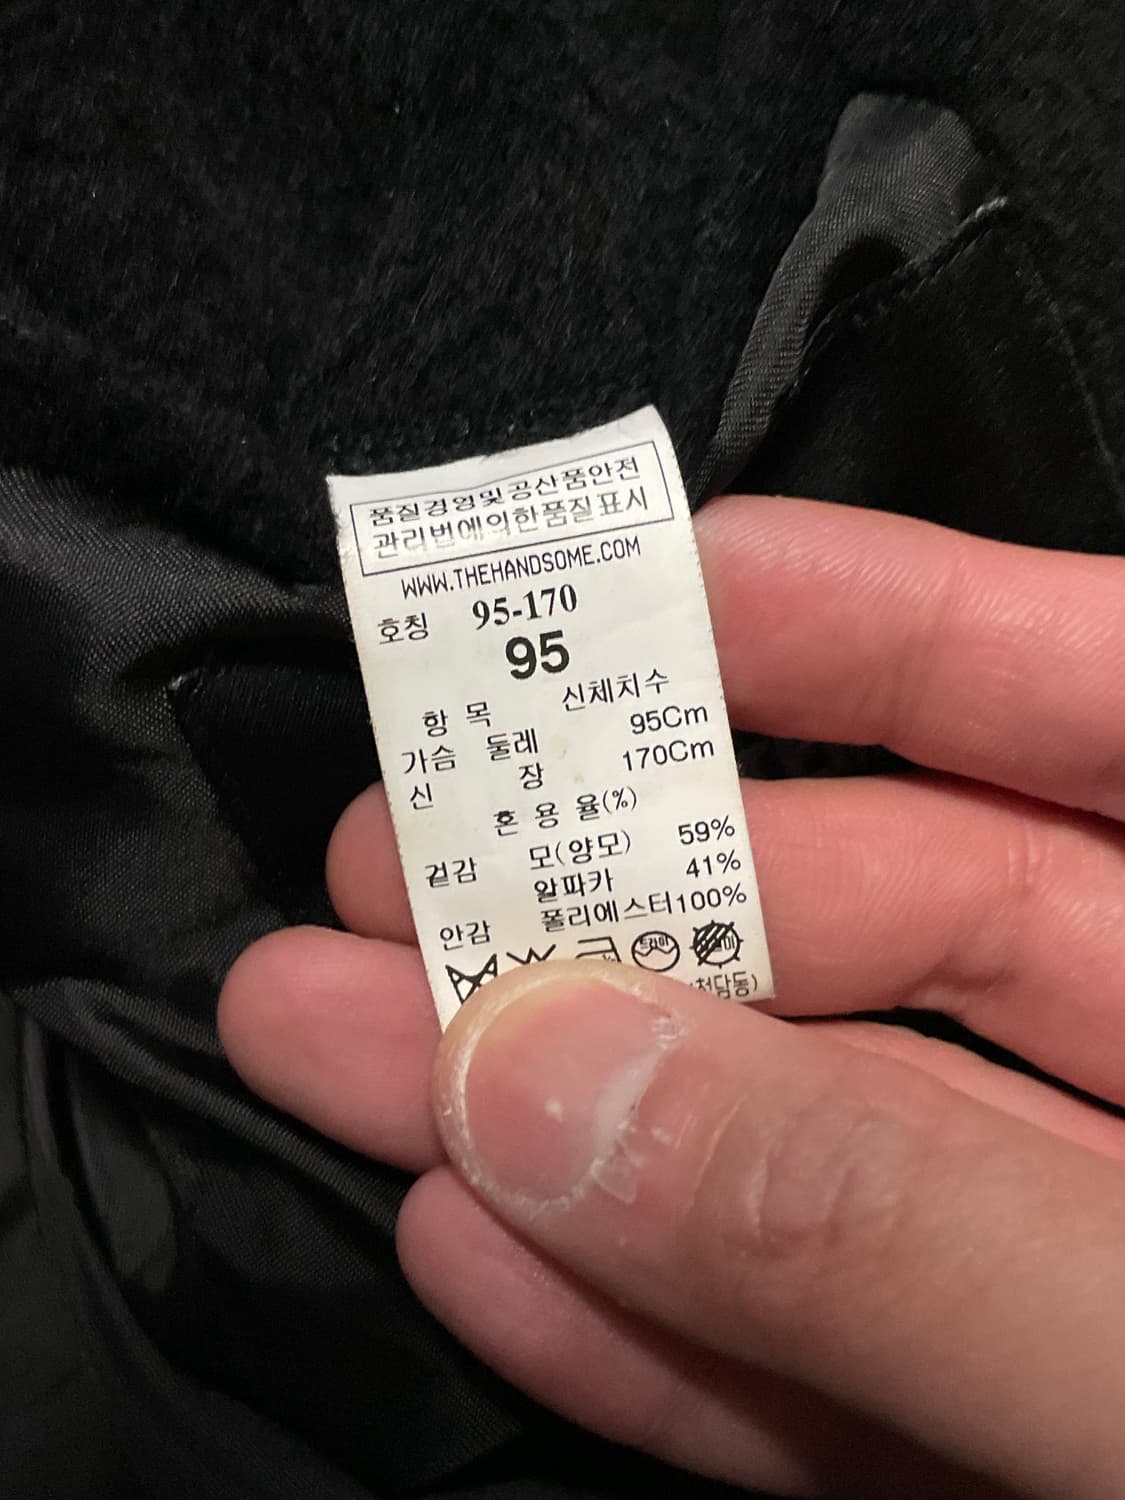 품질경영및공산품안전
관리법에의한품질표시
WWW.THEHANDSOME.COM
호칭 95-170
95
항 목 신체치수
가슴 둘레 95Cm
신 장 170Cm
혼 용 율(%)
겉감 모(양모) 59%
알파카 41%
안감 폴리에스터100%
드라이
청담동)